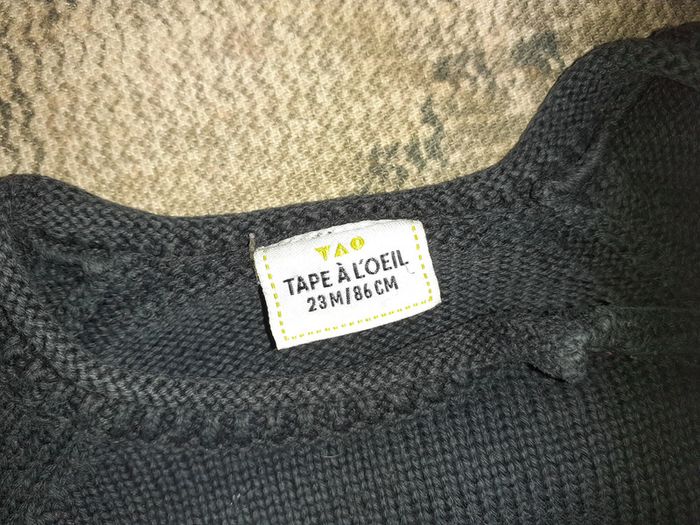 TAO
TAPE À L'OEIL
23M/86CM